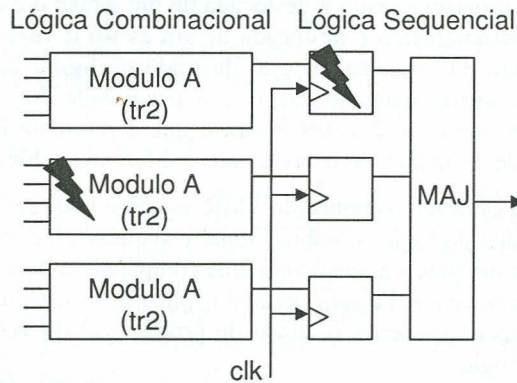 Lógica Combinacional Lógica Sequencial
Modulo A
(tr2)
Modulo A
(tr2)
MAJ
Modulo A
(tr2)
clk